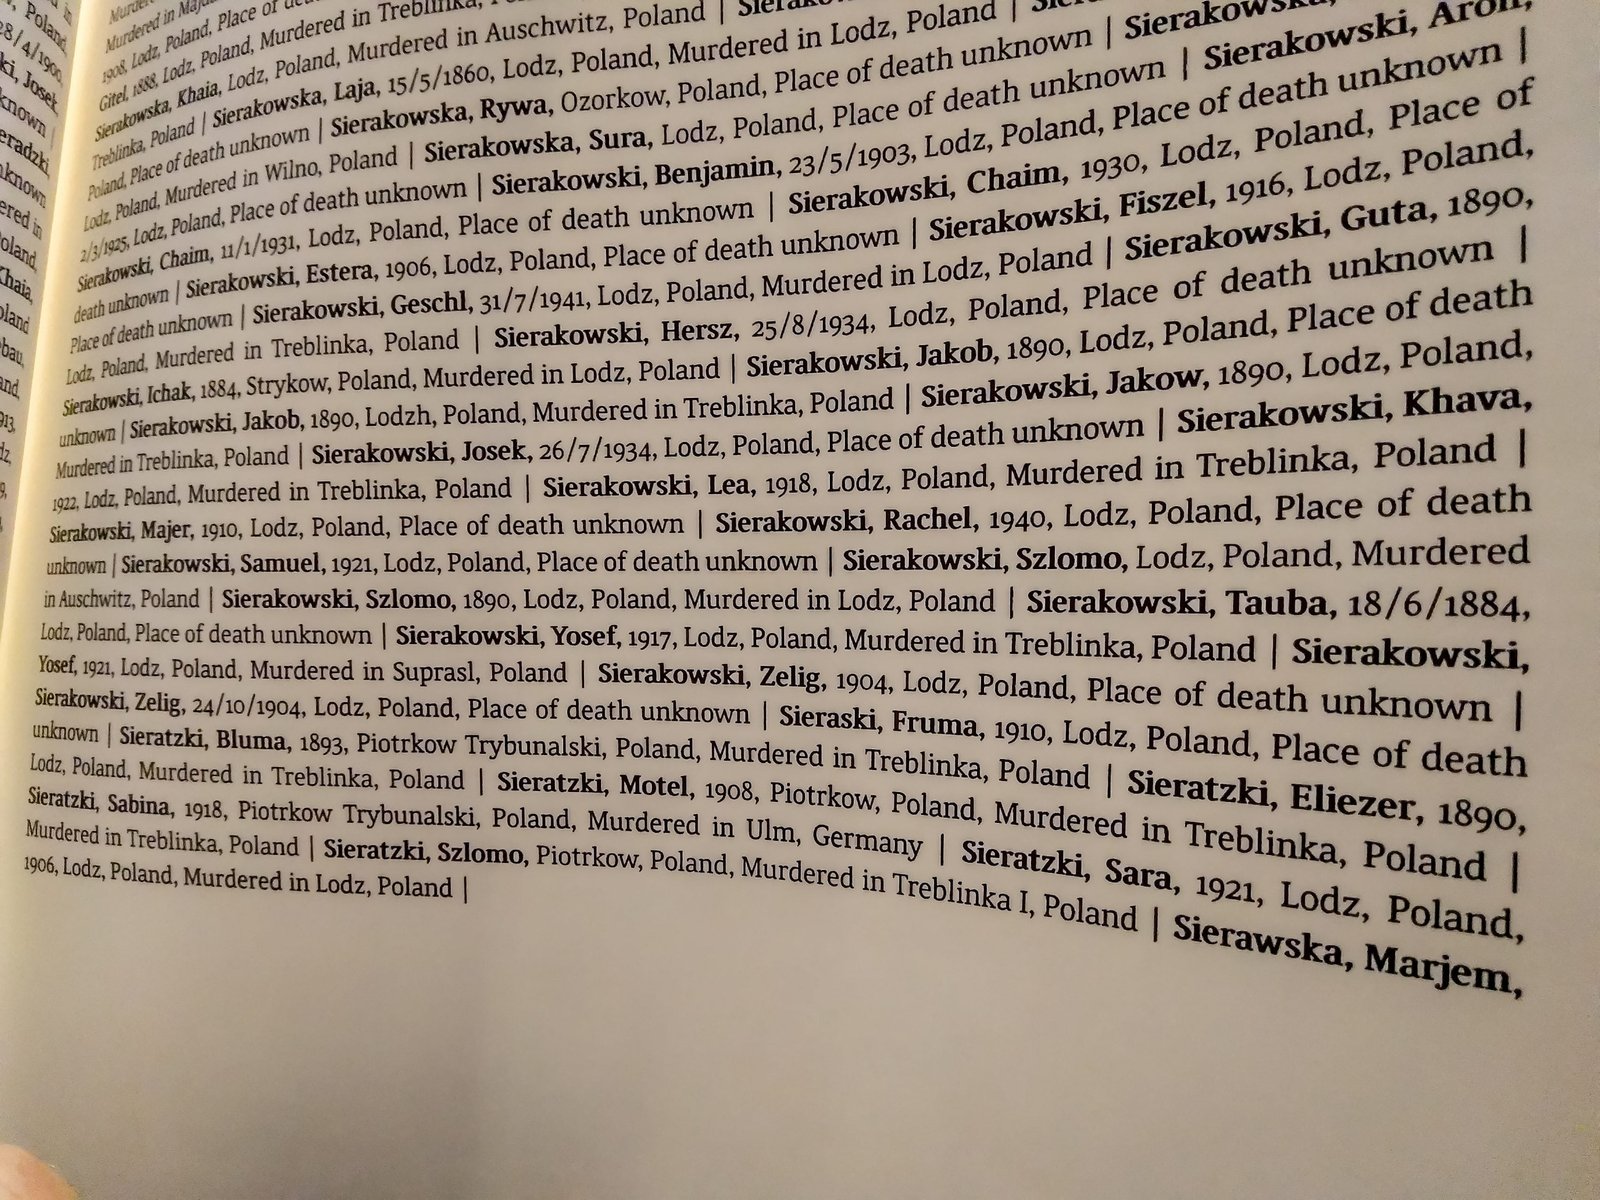 Murdered in
1908, Lodz, Poland, Place of
Gitel, 1888, Lodz, Poland, Murdered in Treblinka,
Sierakowska, Khaia, Lodz, Poland, Murdered in Auschwitz, Poland |
Treblinka, Poland | Sierakowska, Laja, 15/5/1860, Lodz, Poland, Murdered in Lodz, Poland |
Poland, Place of death unknown | Sierakowska, Rywa, Ozorkow, Poland, Place of death unknown | Sierakowska,
Lodz, Poland, Murdered in Wilno, Poland | Sierakowska, Sura, Lodz, Poland, Place of death unknown | Sierakowski, Aron,
2/3/1925, Lodz, Poland, Place of death unknown | Sierakowski, Benjamin, 23/5/1903, Lodz, Poland, Place of death unknown |
Sierakowski, Chaim, 11/1/1931, Lodz, Poland, Place of death unknown | Sierakowski, Chaim, 1930, Lodz, Poland, Place of
death unknown | Sierakowski, Estera, 1906, Lodz, Poland, Place of death unknown | Sierakowski, Fiszel, 1916, Lodz, Poland,
Place of death unknown | Sierakowski, Geschl, 31/7/1941, Lodz, Poland, Murdered in Lodz, Poland | Sierakowski, Guta, 1890,
Lodz, Poland, Murdered in Treblinka, Poland | Sierakowski, Hersz, 25/8/1934, Lodz, Poland, Place of death unknown |
Sierakowski, Ichak, 1884, Strykow, Poland, Murdered in Lodz, Poland | Sierakowski, Jakob, 1890, Lodz, Poland, Place of death
unknown | Sierakowski, Jakob, 1890, Lodzh, Poland, Murdered in Treblinka, Poland | Sierakowski, Jakow, 1890, Lodz, Poland,
Murdered in Treblinka, Poland | Sierakowski, Josek, 26/7/1934, Lodz, Poland, Place of death unknown | Sierakowski, Khava,
1922, Lodz, Poland, Murdered in Treblinka, Poland | Sierakowski, Lea, 1918, Lodz, Poland, Murdered in Treblinka, Poland |
Sierakowski, Majer, 1910, Lodz, Poland, Place of death unknown | Sierakowski, Rachel, 1940, Lodz, Poland, Place of death
unknown | Sierakowski, Samuel, 1921, Lodz, Poland, Place of death unknown | Sierakowski, Szlomo, Lodz, Poland, Murdered
in Auschwitz, Poland | Sierakowski, Szlomo, 1890, Lodz, Poland, Murdered in Lodz, Poland | Sierakowski, Tauba, 18/6/1884,
Lodz, Poland, Place of death unknown | Sierakowski, Yosef, 1917, Lodz, Poland, Murdered in Treblinka, Poland | Sierakowski,
Yosef, 1921, Lodz, Poland, Murdered in Suprasl, Poland | Sierakowski, Zelig, 1904, Lodz, Poland, Place of death unknown |
Sierakowski, Zelig, 24/10/1904, Lodz, Poland, Place of death unknown | Sieraski, Fruma, 1910, Lodz, Poland, Place of death
unknown | Sieratzki, Bluma, 1893, Piotrkow Trybunalski, Poland, Murdered in Treblinka, Poland | Sieratzki, Eliezer, 1890,
Lodz, Poland, Murdered in Treblinka, Poland | Sieratzki, Motel, 1908, Piotrkow, Poland, Murdered in Treblinka, Poland |
Sieratzki, Sabina, 1918, Piotrkow Trybunalski, Poland, Murdered in Ulm, Germany | Sieratzki, Sara, 1921, Lodz, Poland,
Murdered in Treblinka, Poland | Sieratzki, Szlomo, Piotrkow, Poland, Murdered in Treblinka I, Poland | Sierawska, Marjem,
1906, Lodz, Poland, Murdered in Lodz, Poland |